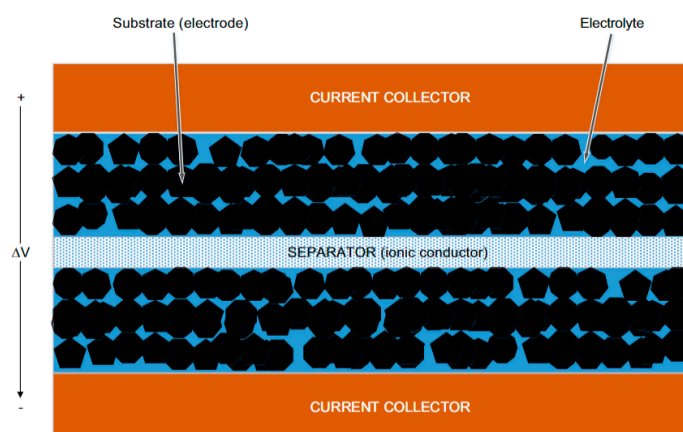 Substrate (electrode)
Electrolyte
CURRENT COLLECTOR
+
SEPARATOR (ionic conductor)
ΔV
-
CURRENT COLLECTOR